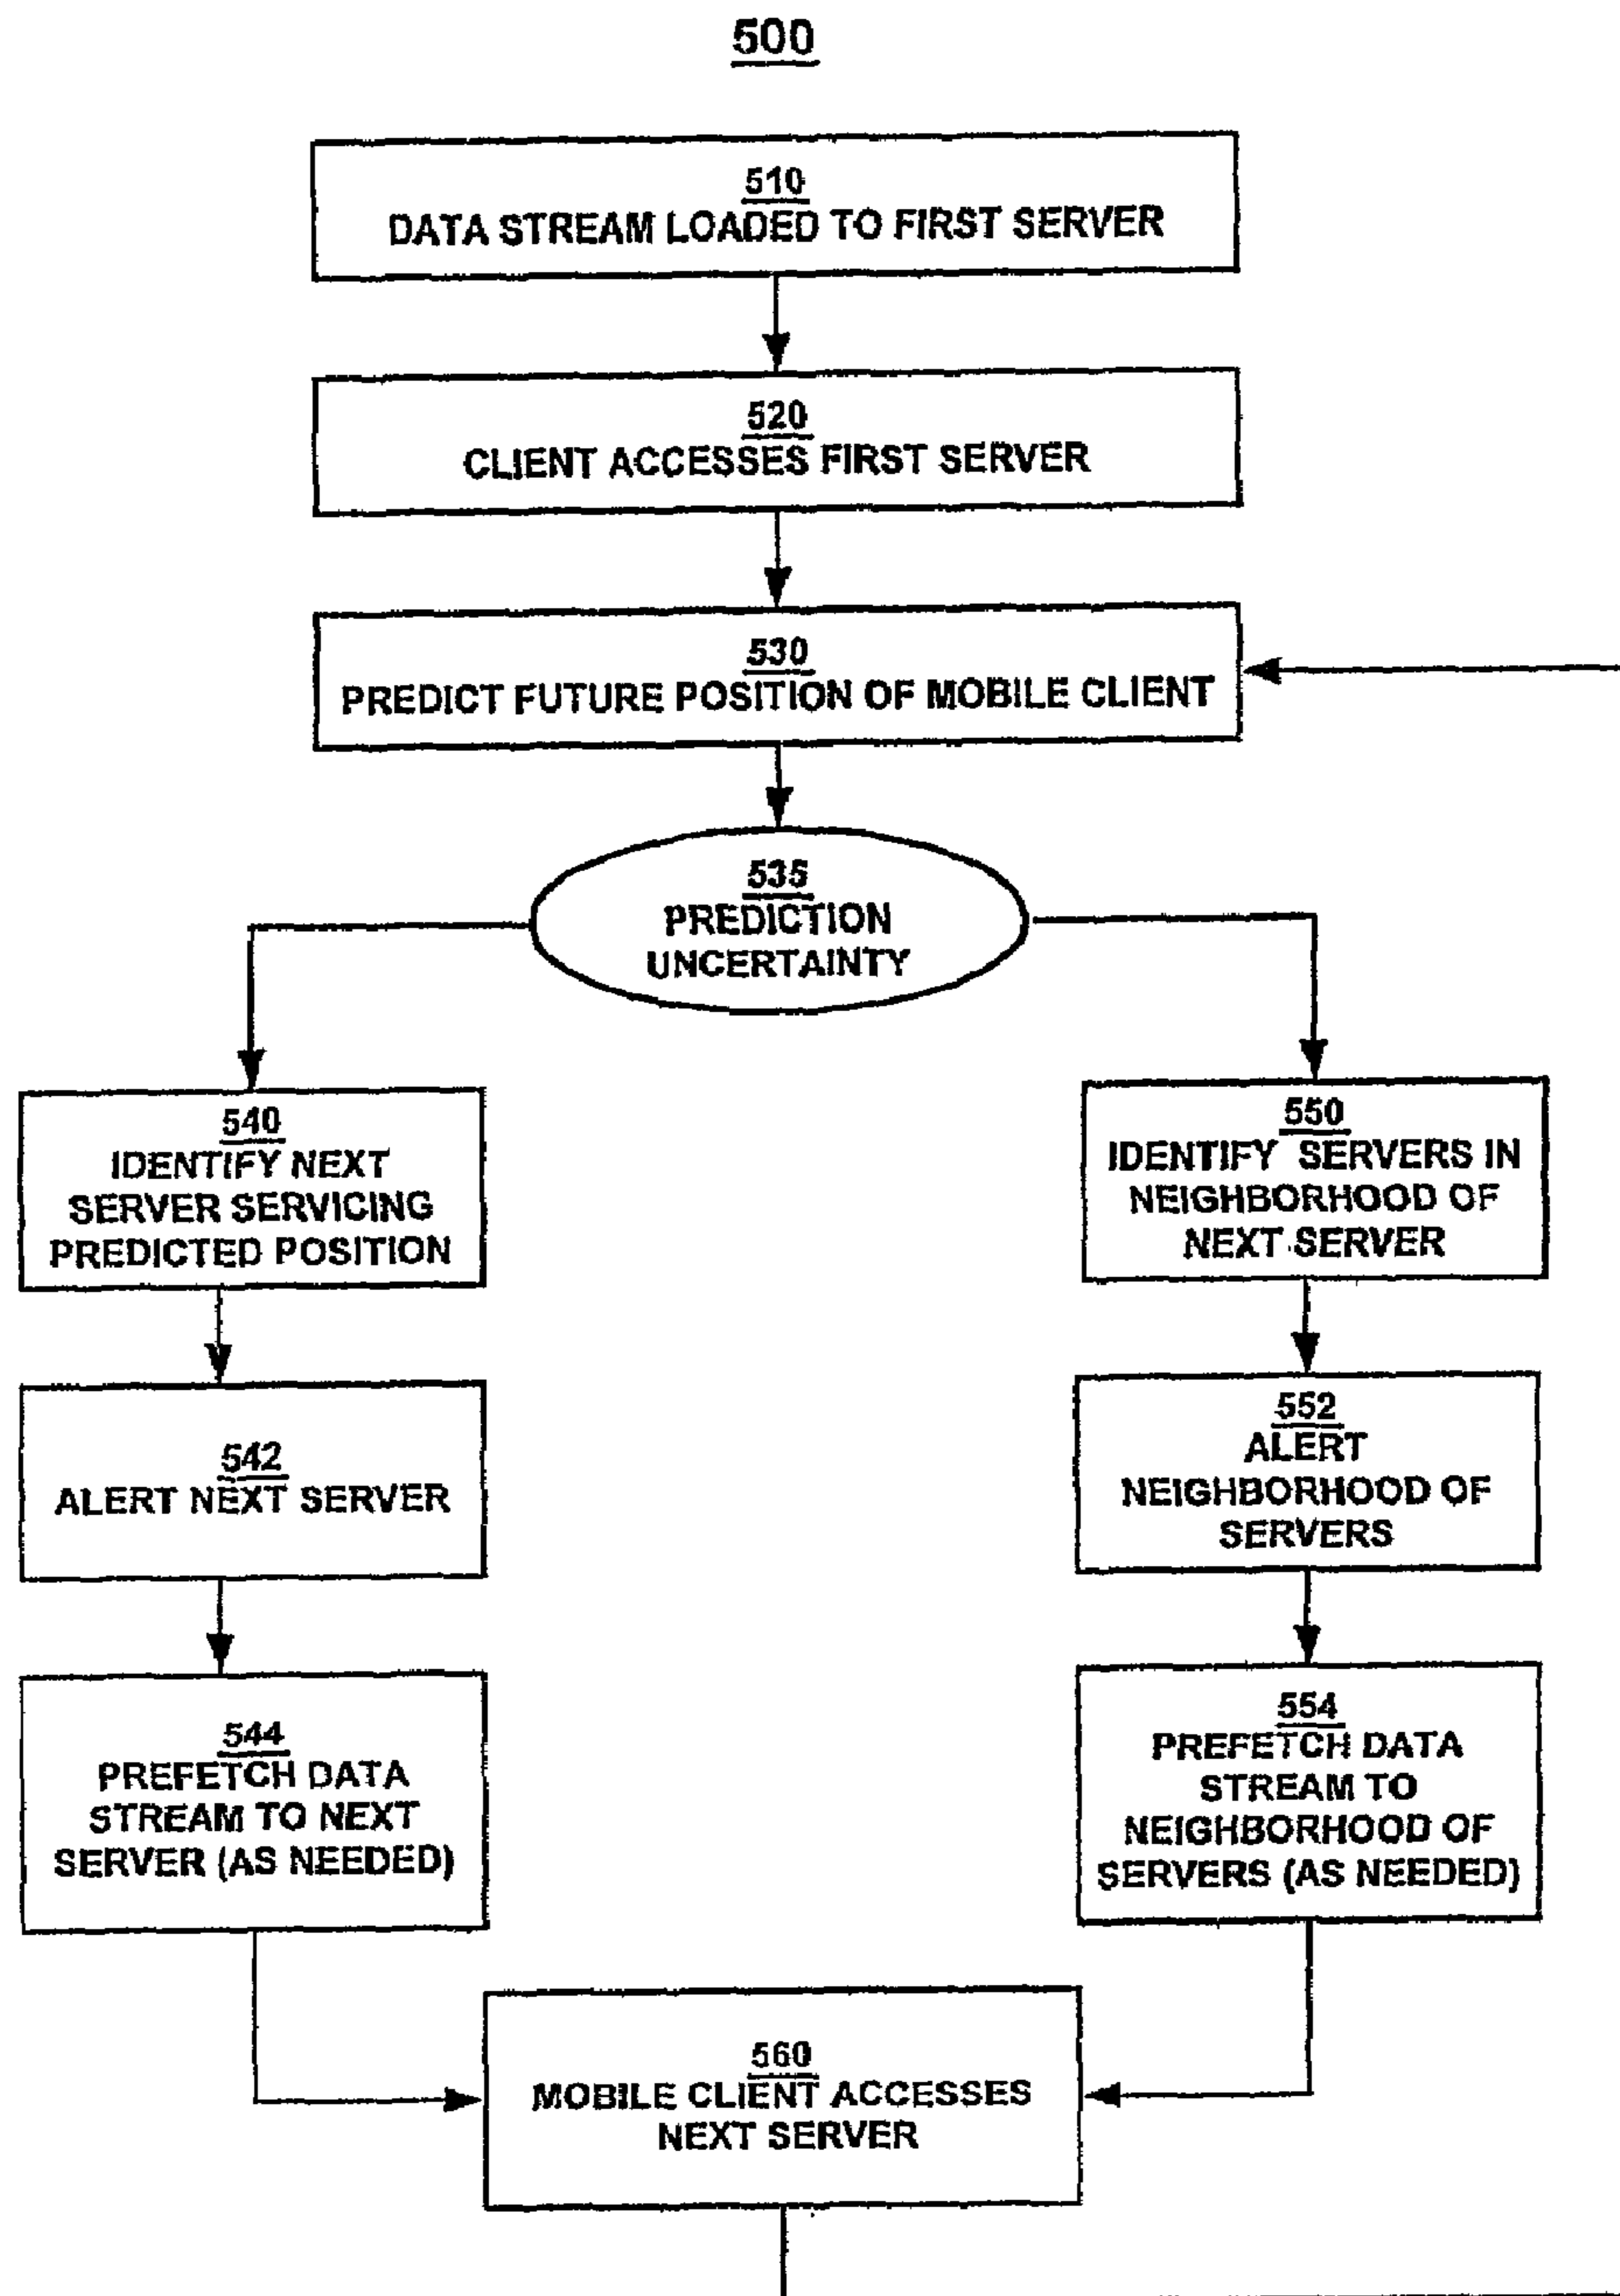 500
510
DATA STREAM LOADED TO FIRST SERVER
520
CLIENT ACCESSES FIRST SERVER
530
PREDICT FUTURE POSITION OF MOBILE CLIENT
535
PREDICTION
UNCERTAINTY
540
IDENTIFY NEXT
SERVER SERVICING
PREDICTED POSITION
542
ALERT NEXT SERVER
544
PREFETCH DATA
STREAM TO NEXT
SERVER (AS NEEDED)
550
IDENTIFY SERVERS IN
NEIGHBORHOOD OF
NEXT SERVER
552
ALERT
NEIGHBORHOOD OF
SERVERS
554
PREFETCH DATA
STREAM TO
NEIGHBORHOOD OF
SERVERS (AS NEEDED)
560
MOBILE CLIENT ACCESSES
NEXT SERVER